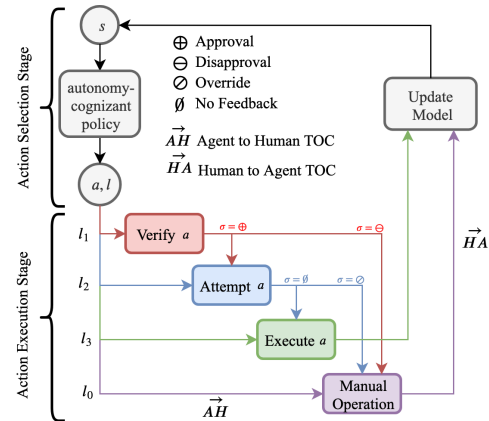 s
autonomy-
cognizant
policy
a, l
Action Selection Stage
⊕ Approval
⊖ Disapproval
⊘ Override
∅ No Feedback
AH Agent to Human TOC
HA Human to Agent TOC
Update
Model
Action Execution Stage
l₁
Verify a
σ=⊕
σ=⊖
l₂
Attempt a
σ=∅
σ=⊘
HA
l₃
Execute a
l₀
AH
Manual
Operation